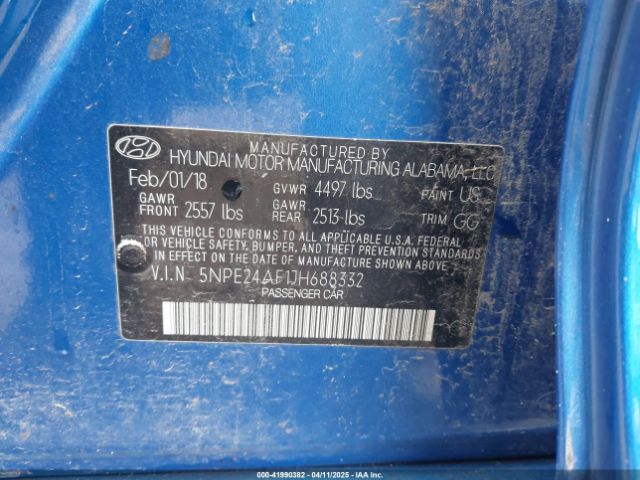 MANUFACTURED BY
HYUNDAI MOTOR MANUFACTURING ALABAMA, LLC
Feb/01/18 GVWR 4497 lbs PAINT US
GAWR FRONT 2557 lbs GAWR REAR 2513 lbs TRIM GG
THIS VEHICLE CONFORMS TO ALL APPLICABLE U.S.A. FEDERAL
MOTOR VEHICLE SAFETY, BUMPER, AND THEFT PREVENTION
STANDARDS IN EFFECT ON THE DATE OF MANUFACTURE SHOWN ABOVE.
V.I.N 5NPE24AF1JH688332
PASSENGER CAR
000-41990382 - 04/11/2025 - IAA Inc.